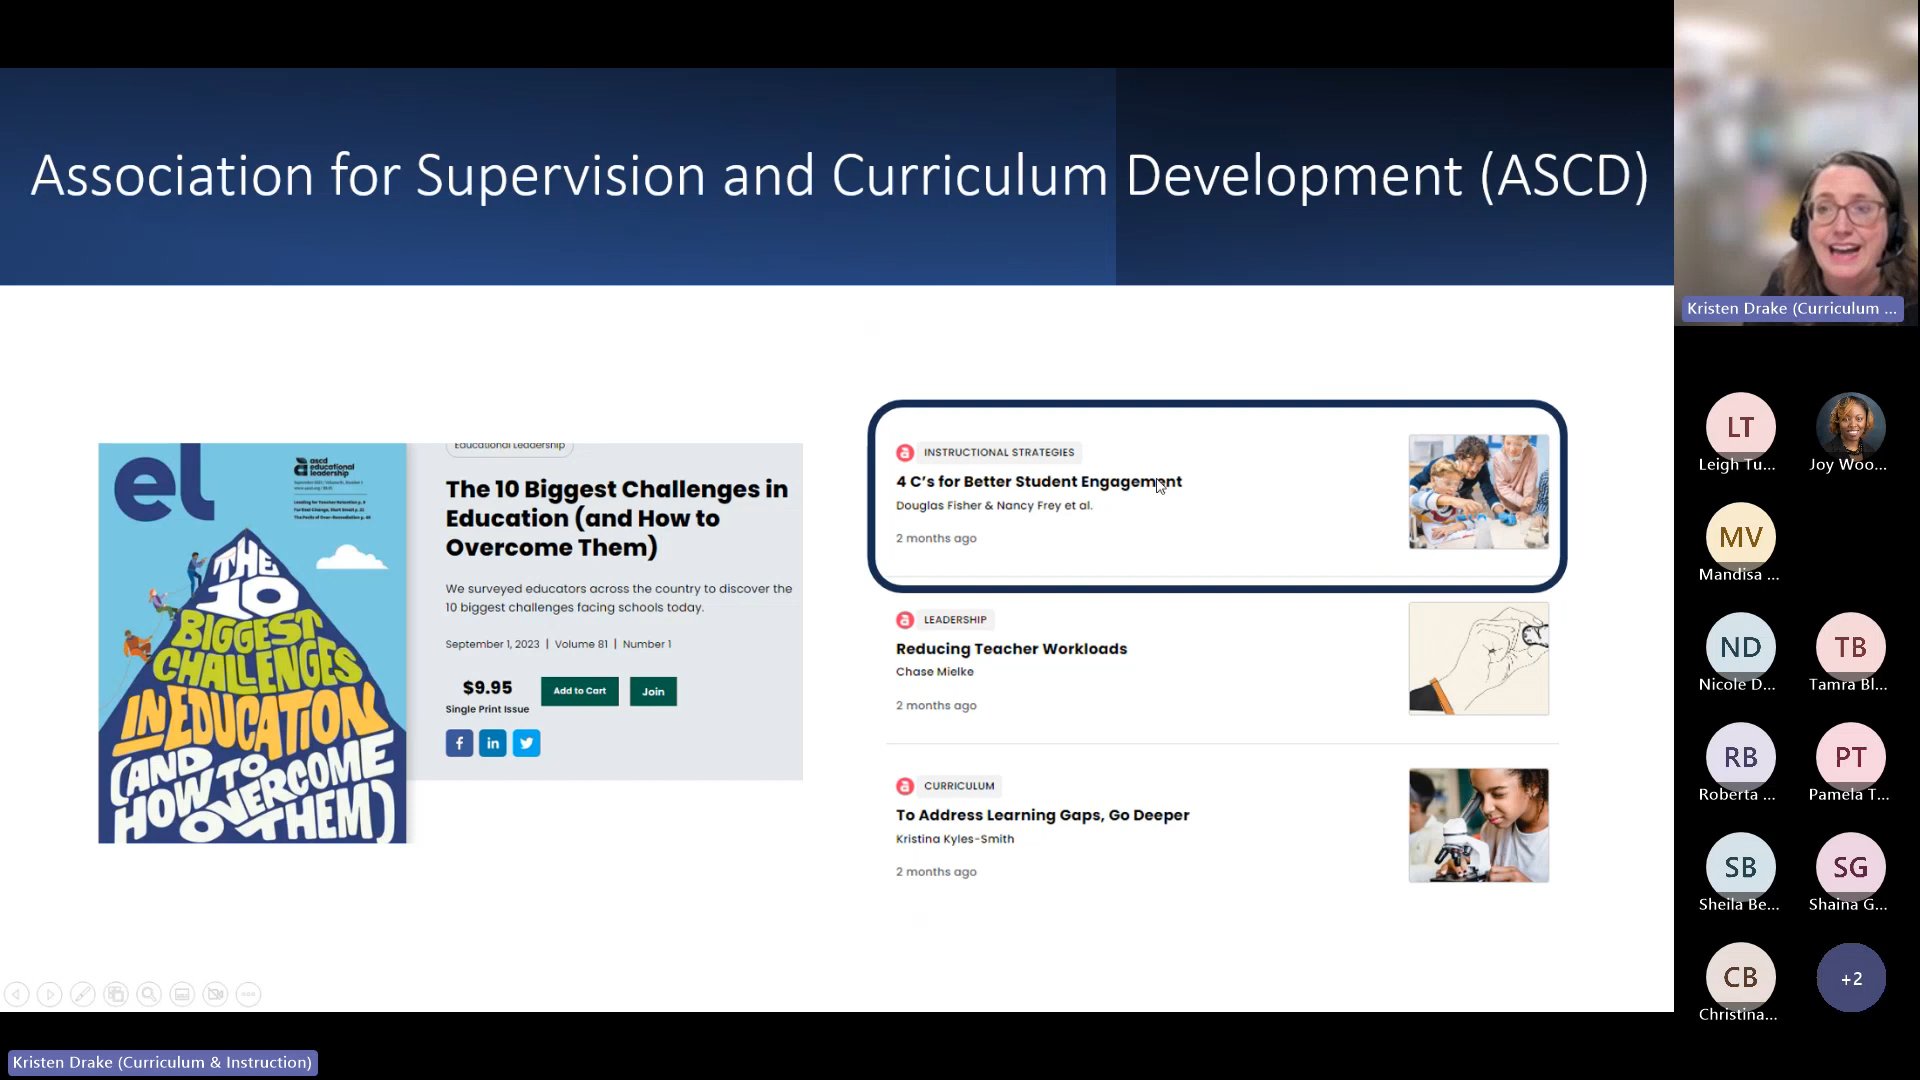 Association for Supervision and Curriculum Development (ASCD)
el
ascd
educational
leadership
THE
10
BIGGEST
CHALLENGES
IN EDUCATION
(AND
HOW TO
OVERCOME
THEM)
Educational Leadership
The 10 Biggest Challenges in
Education (and How to
Overcome Them)
We surveyed educators across the country to discover the
10 biggest challenges facing schools today.
September 1, 2023 | Volume 81 | Number 1
$9.95
Single Print Issue
Add to Cart
Join
INSTRUCTIONAL STRATEGIES
4 C’s for Better Student Engagement
Douglas Fisher & Nancy Frey et al.
2 months ago
LEADERSHIP
Reducing Teacher Workloads
Chase Mielke
2 months ago
CURRICULUM
To Address Learning Gaps, Go Deeper
Kristina Kyles-Smith
2 months ago
Kristen Drake (Curriculum ...
LT
Leigh Tu...
Joy Woo...
MV
Mandisa ...
ND
Nicole D...
TB
Tamra Bl...
RB
Roberta ...
PT
Pamela T...
SB
Sheila Be...
SG
Shaina G...
CB
Christina...
+2
Kristen Drake (Curriculum & Instruction)